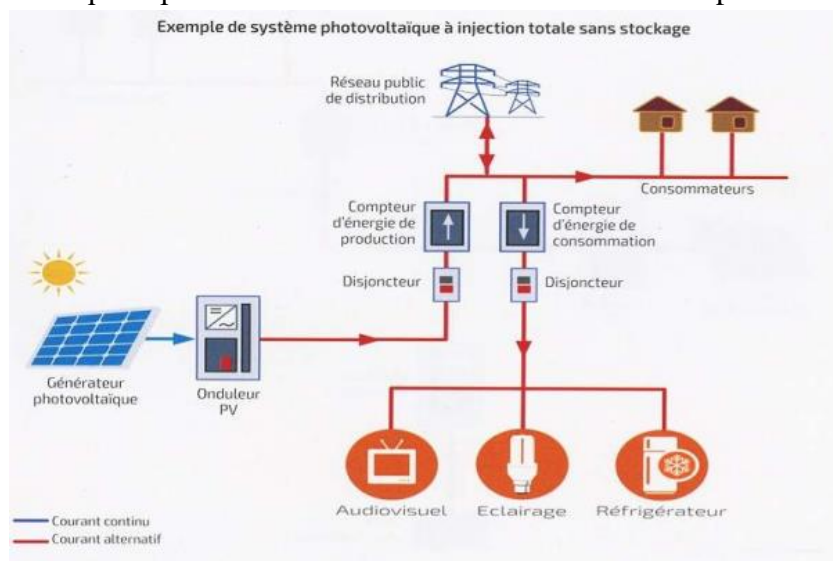 Exemple de système photovoltaïque à injection totale sans stockage
Réseau public
de distribution
Consommateurs
Compteur
d'énergie de
production
Compteur
d'énergie de
consommation
Disjoncteur
Disjoncteur
Générateur
photovoltaïque
Onduleur
PV
Audiovisuel
Eclairage
Réfrigérateur
Courant continu
Courant alternatif